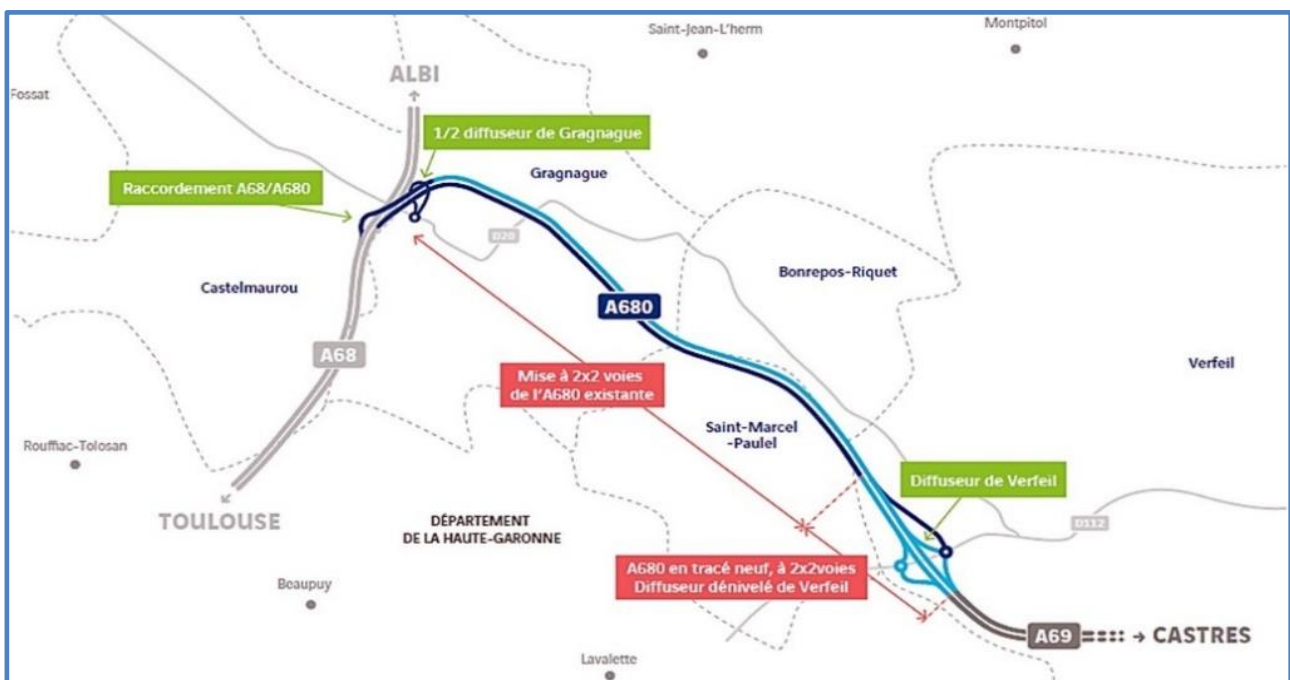 Saint-Jean-L'herm
Montpitol
ALBI
Fossat
1/2 diffuseur de Gragnague
Gragnague
Raccordement A68/A680
D20
Bonrepos-Riquet
Castelmaurou
A680
A68
Verfeil
Mise à 2x2 voies
de l'A680 existante
Saint-Marcel
-Paulel
Rouffiac-Tolosan
Diffuseur de Verfeil
TOULOUSE
DÉPARTEMENT
DE LA HAUTE-GARONNE
D112
A680 en tracé neuf, à 2x2voies
Diffuseur dénivelé de Verfeil
Beaupuy
A69
CASTRES
Lavalette